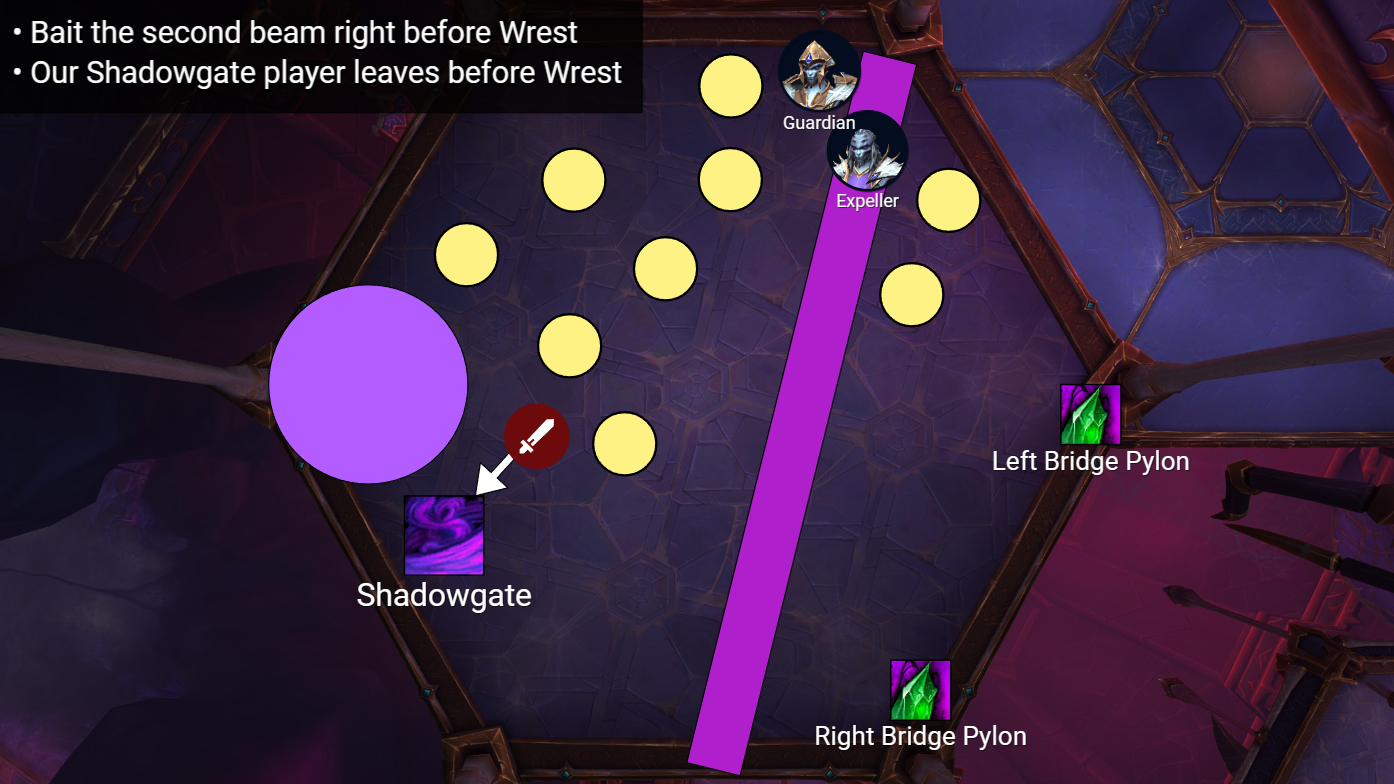 • Bait the second beam right before Wrest
• Our Shadowgate player leaves before Wrest
Guardian
Expeller
Left Bridge Pylon
Shadowgate
Right Bridge Pylon